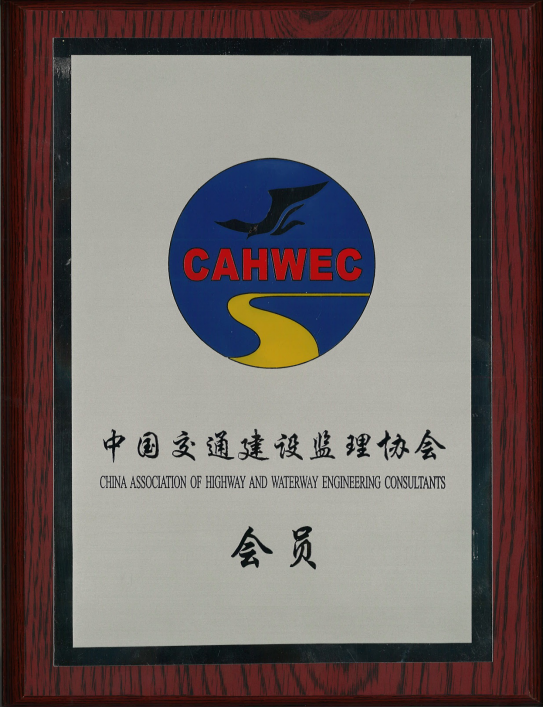 CAHWEC
中国交通建设监理协会
CHINA ASSOCIATION OF HIGHWAY AND WATERWAY ENGINEERING CONSULTANTS
会员